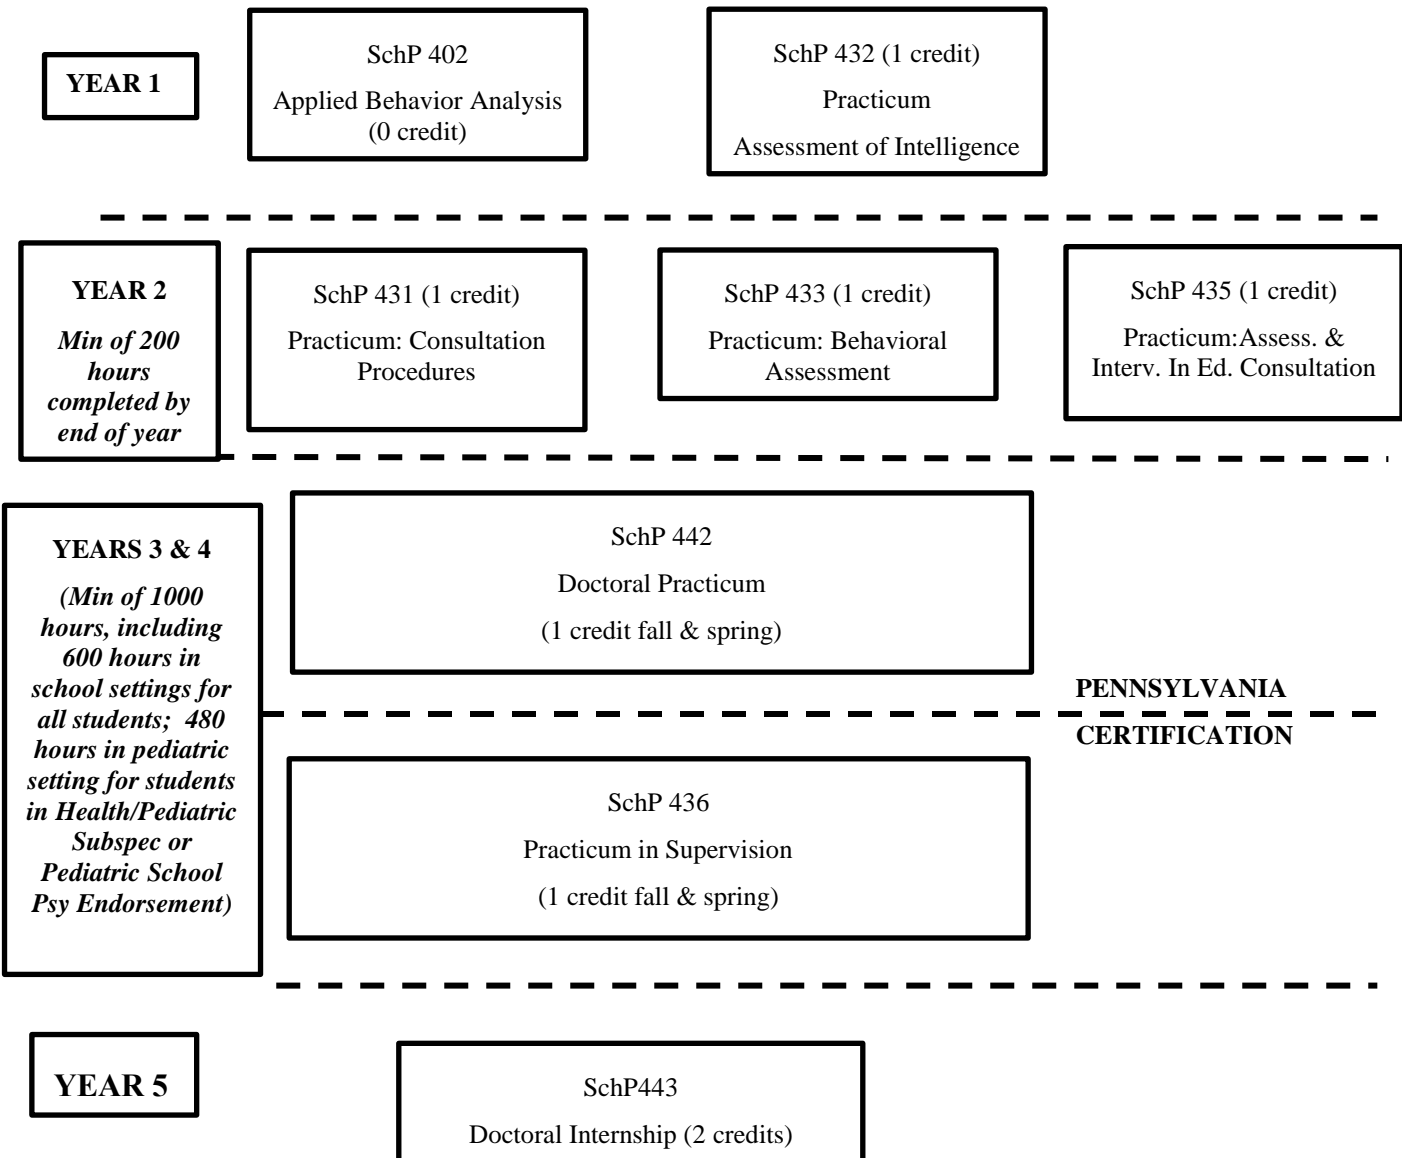 YEAR 1
SchP 402
Applied Behavior Analysis
(0 credit)
SchP 432 (1 credit)
Practicum
Assessment of Intelligence
YEAR 2
Min of 200
hours
completed by
end of year
SchP 431 (1 credit)
Practicum: Consultation
Procedures
SchP 433 (1 credit)
Practicum: Behavioral
Assessment
SchP 435 (1 credit)
Practicum:Assess. &
Interv. In Ed. Consultation
YEARS 3 & 4
(Min of 1000
hours, including
600 hours in
school settings for
all students;  480
hours in pediatric
setting for students
in Health/Pediatric
Subspec or
Pediatric School
Psy Endorsement)
SchP 442
Doctoral Practicum
(1 credit fall & spring)
PENNSYLVANIA
CERTIFICATION
SchP 436
Practicum in Supervision
(1 credit fall & spring)
YEAR 5
SchP443
Doctoral Internship (2 credits)